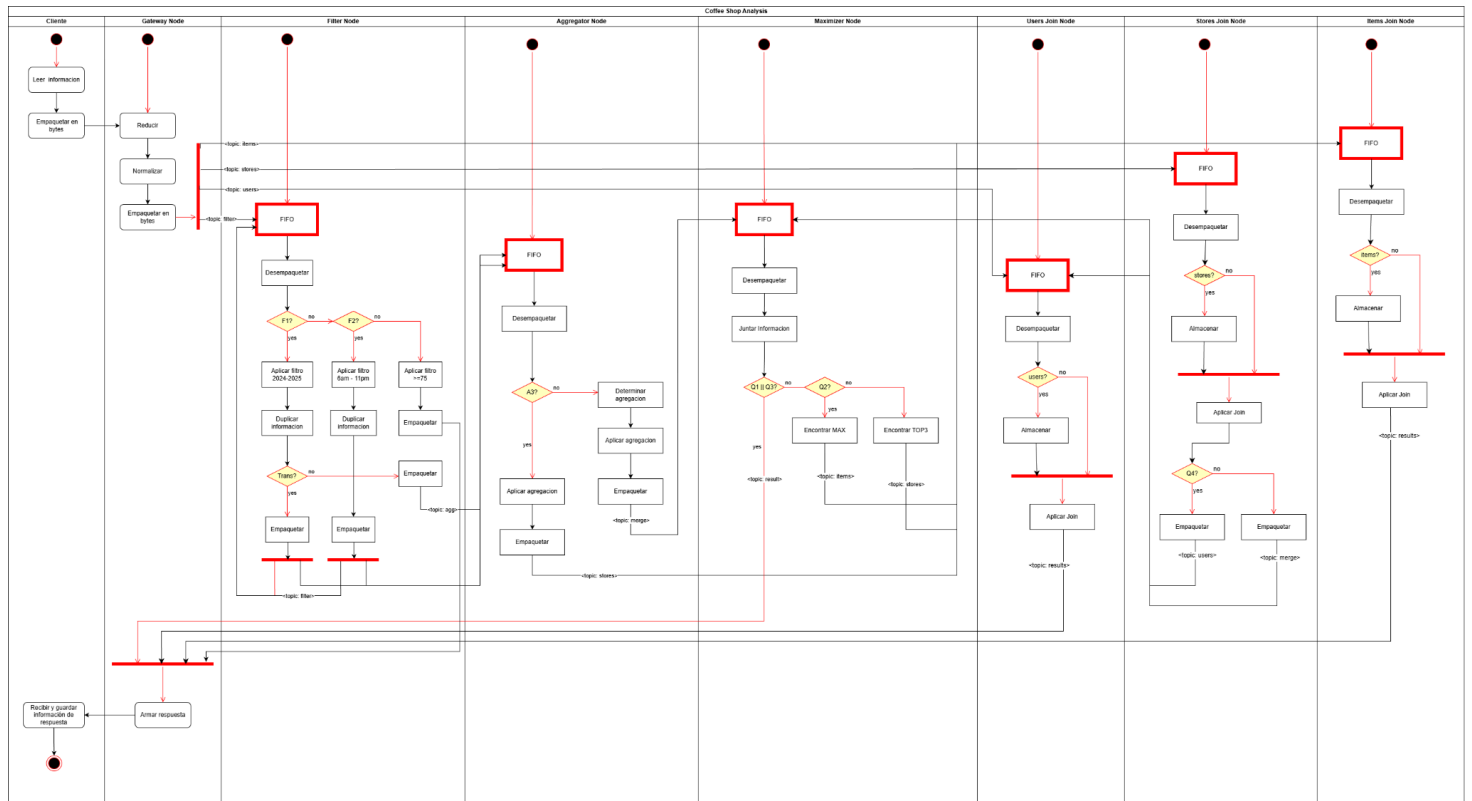 Coffee Shop Analysis
Cliente
Gateway Node
Filter Node
Aggregator Node
Maximizer Node
Users Join Node
Stores Join Node
Items Join Node
Leer informacion
Empaquetar en
bytes
Recibir y guardar
información de
respuesta
Reducir
Normalizar
Empaquetar en
bytes
Armar respuesta
<topic: items>
<topic: stores>
<topic: users>
<topic: filter>
FIFO
Desempaquetar
F1?
no
F2?
no
yes
yes
yes
Aplicar filtro
2024-2025
Aplicar filtro
6am - 11pm
Aplicar filtro
>=75
Duplicar
informacion
Duplicar
informacion
Empaquetar
Trans?
no
yes
Empaquetar
<topic: agg>
Empaquetar
Empaquetar
<topic: filter>
FIFO
Desempaquetar
A3?
no
yes
Determinar
agregacion
Aplicar agregacion
Empaquetar
<topic: merge>
Aplicar agregacion
Empaquetar
<topic: stores>
FIFO
Desempaquetar
Juntar Informacion
Q1 || Q3?
no
Q2?
no
yes
yes
Encontrar MAX
Encontrar TOP3
<topic: result>
<topic: items>
<topic: stores>
FIFO
Desempaquetar
users?
no
yes
Almacenar
Aplicar Join
<topic: results>
FIFO
Desempaquetar
stores?
no
yes
Almacenar
Aplicar Join
Q4?
no
yes
Empaquetar
Empaquetar
<topic: users>
<topic: merge>
FIFO
Desempaquetar
items?
no
yes
Almacenar
Aplicar Join
<topic: results>